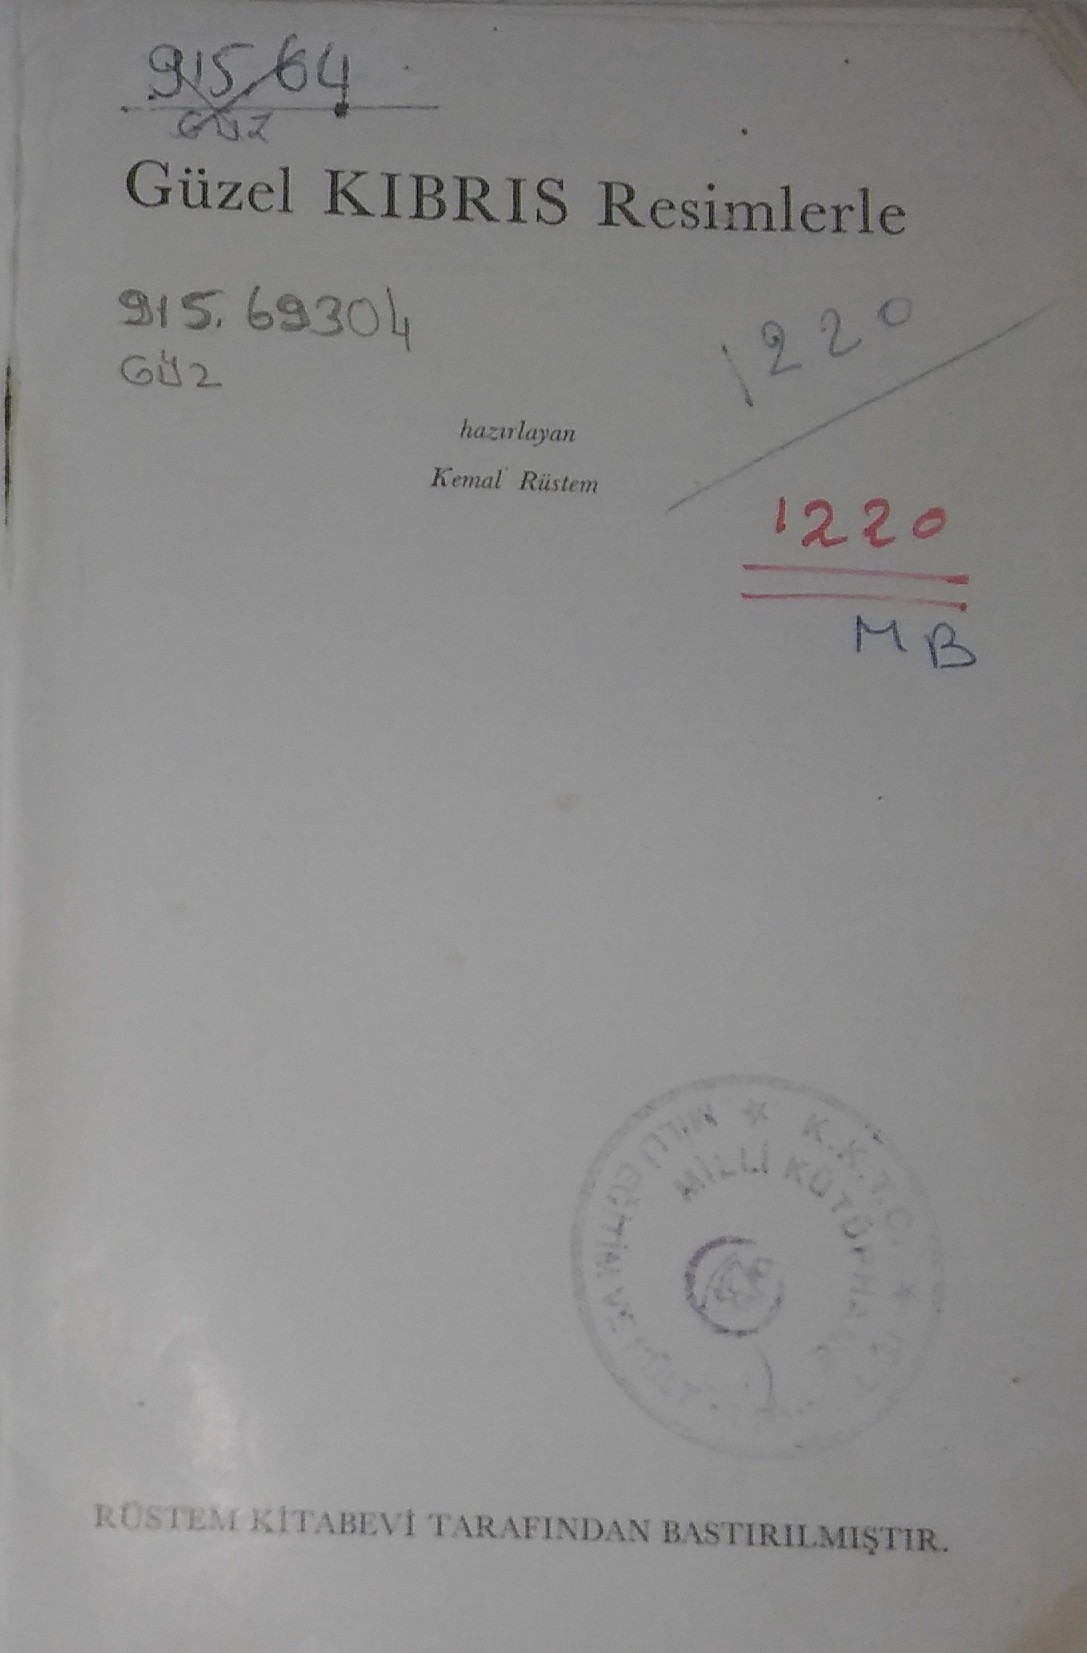 915.64
GÜZ
Güzel KIBRIS Resimlerle
915.69304
GÜZ
1220
hazırlayan
Kemal Rüstem
1220
MB
K.K.T.C.
MİLLİ EĞİTİM VE
MİLLİ KÜTÜPHANE
RÜSTEM KİTABEVİ TARAFINDAN BASTIRILMIŞTIR.